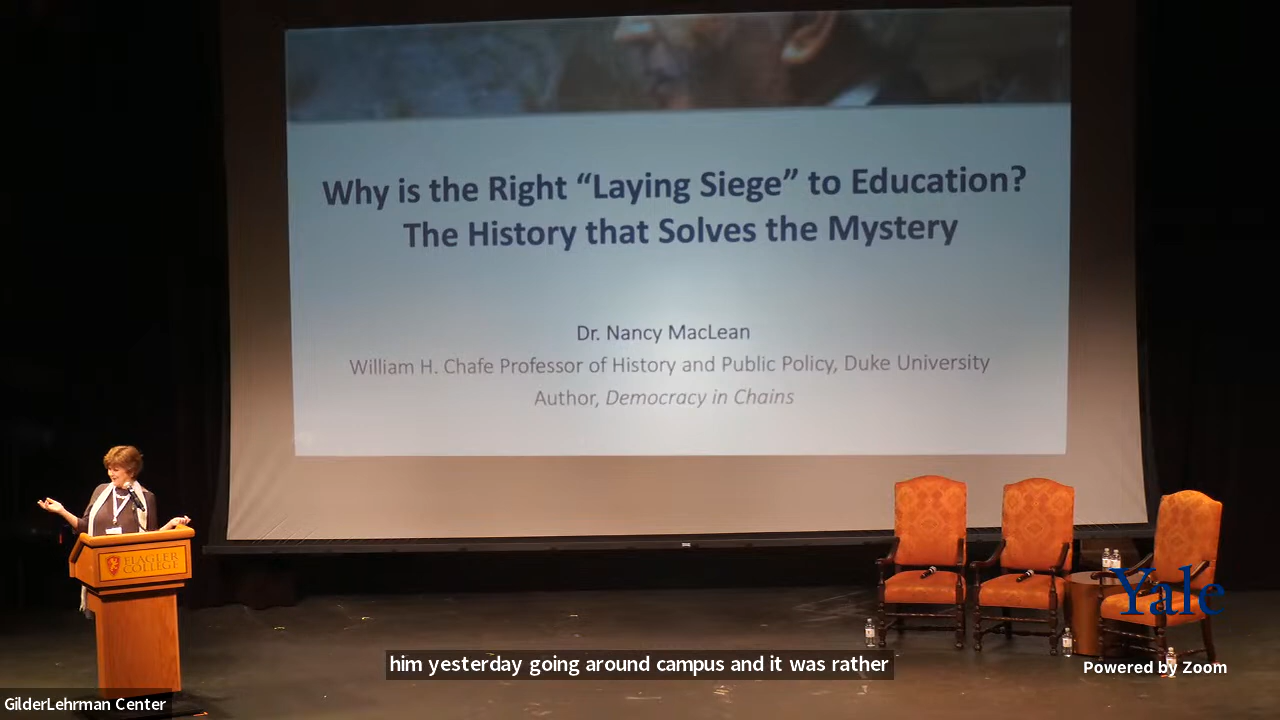 Why is the Right “Laying Siege” to Education?
The History that Solves the Mystery
Dr. Nancy MacLean
William H. Chafe Professor of History and Public Policy, Duke University
Author, Democracy in Chains
FLAGLER
COLLEGE
Yale
him yesterday going around campus and it was rather
Powered by Zoom
GilderLehrman Center